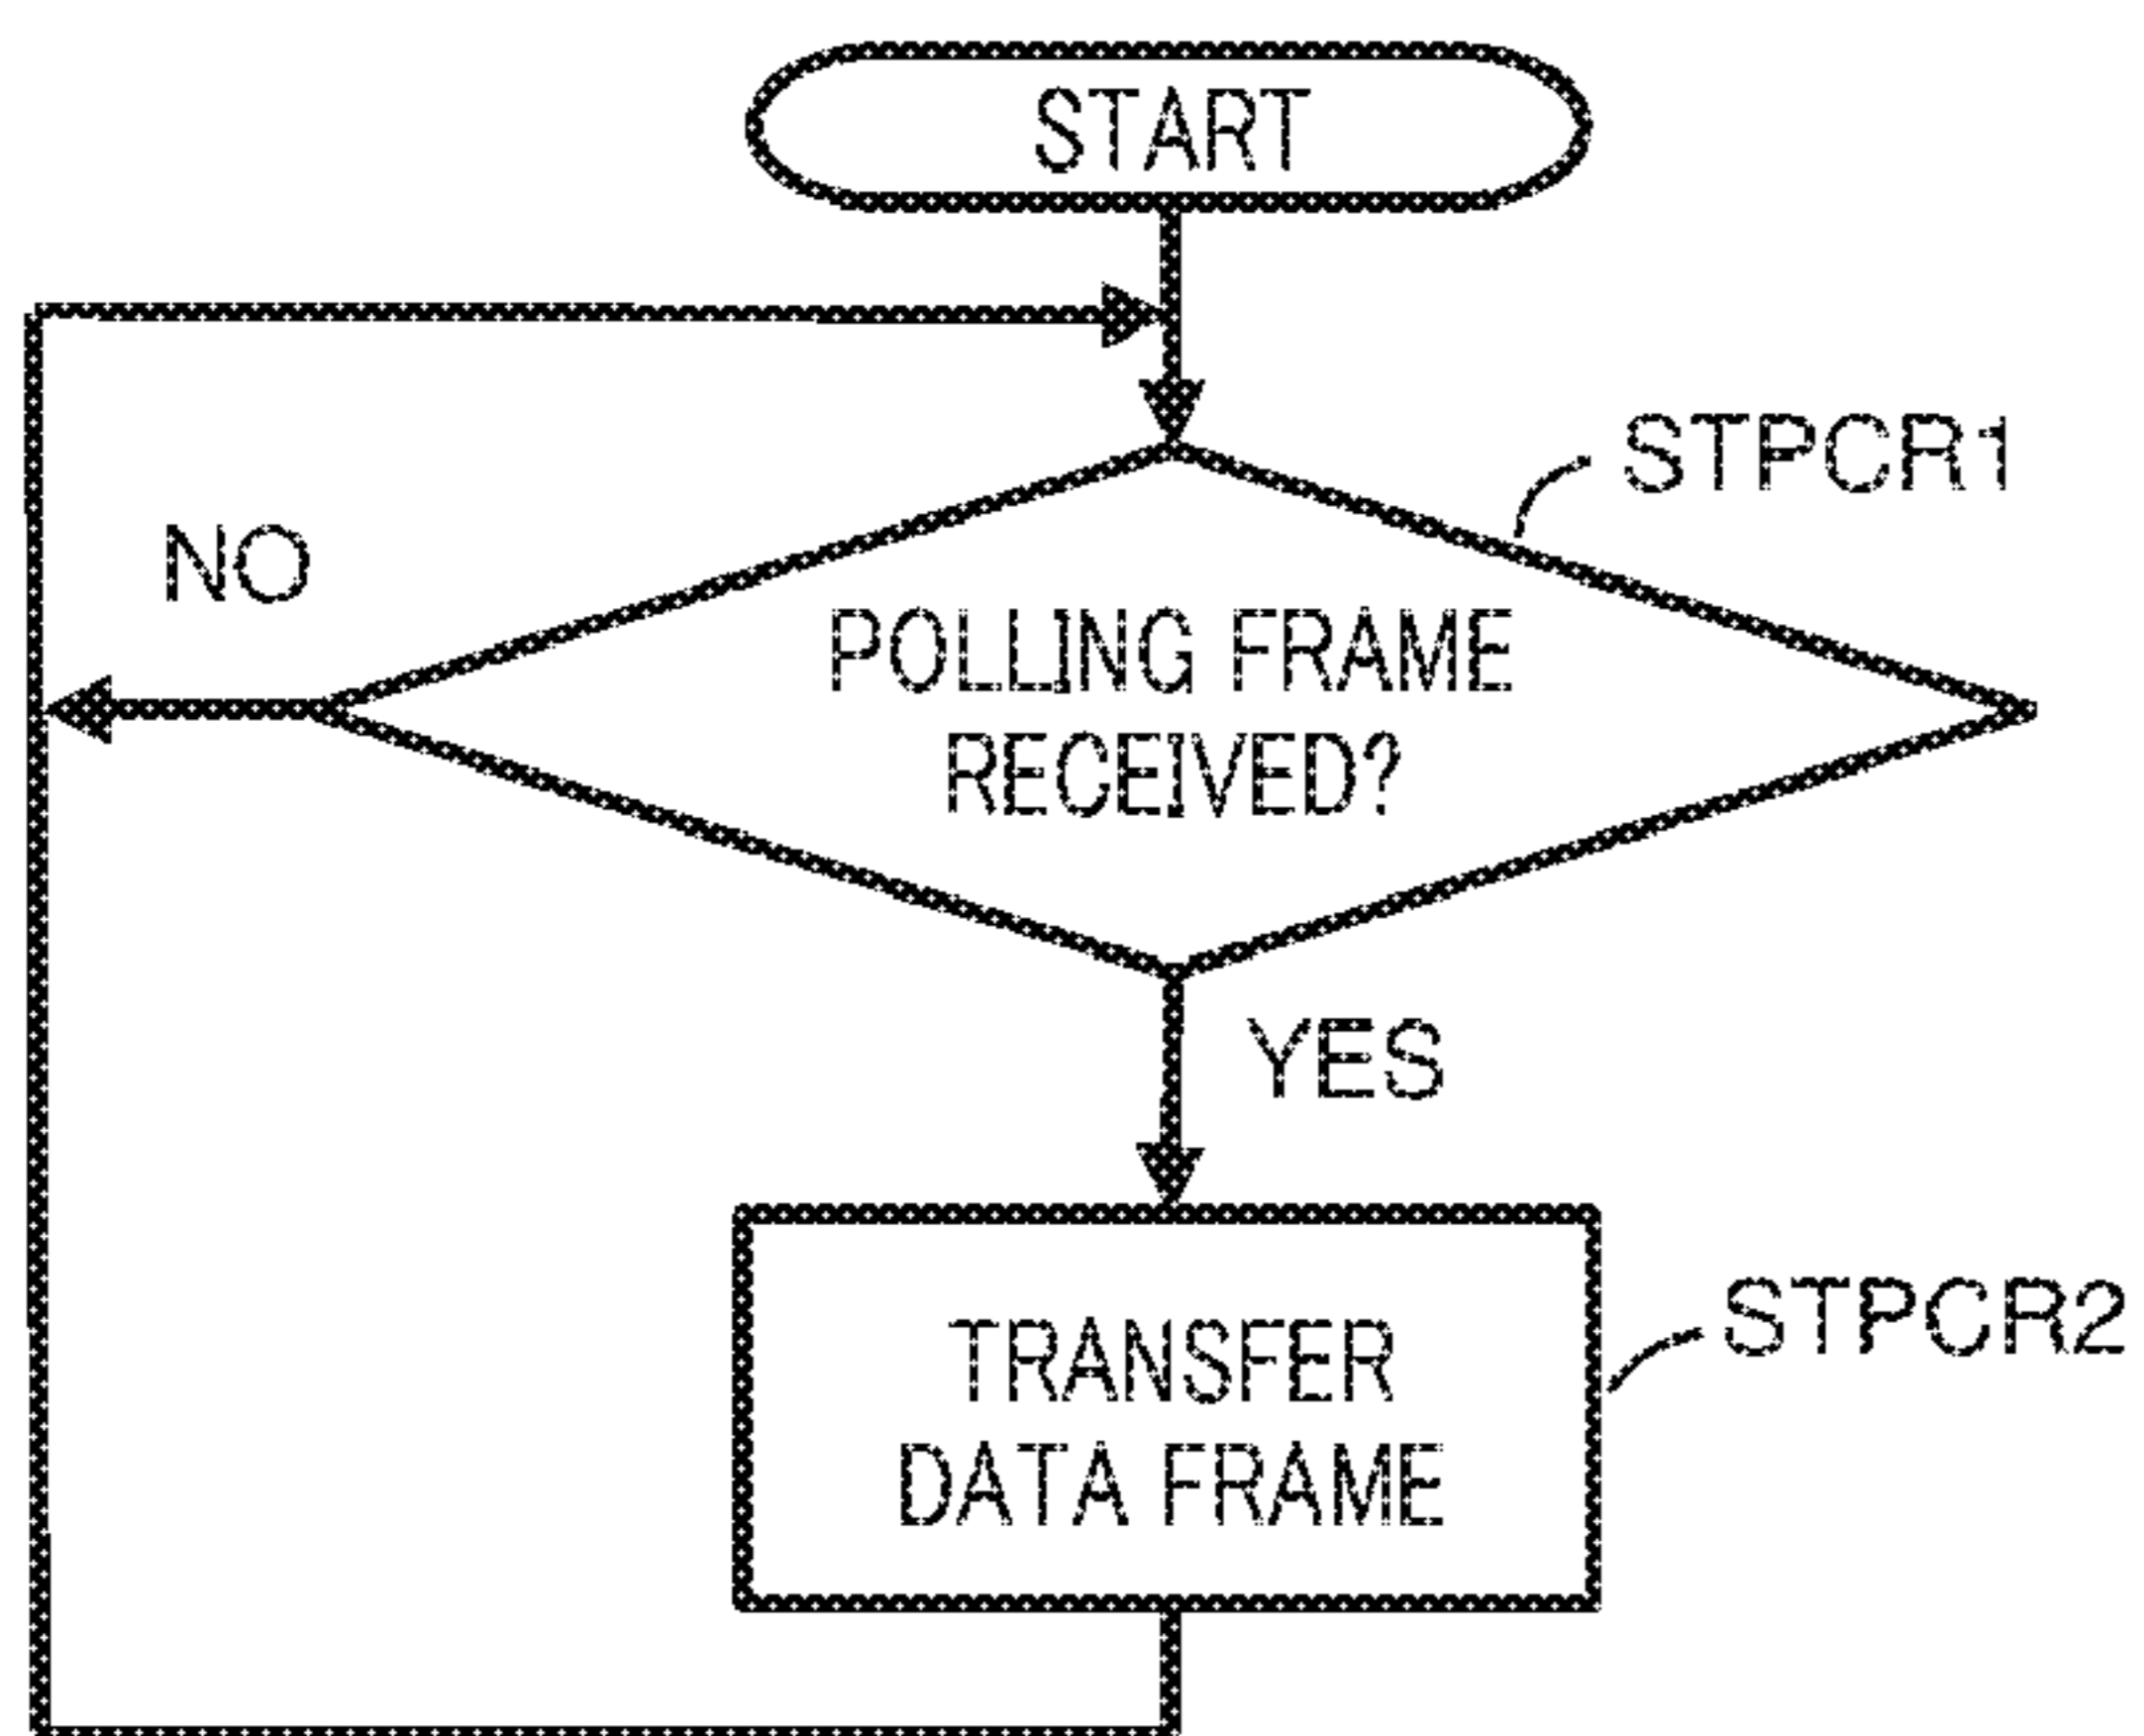 START
STPCR1
NO
POLLING FRAME
RECEIVED?
YES
STPCR2
TRANSFER
DATA FRAME